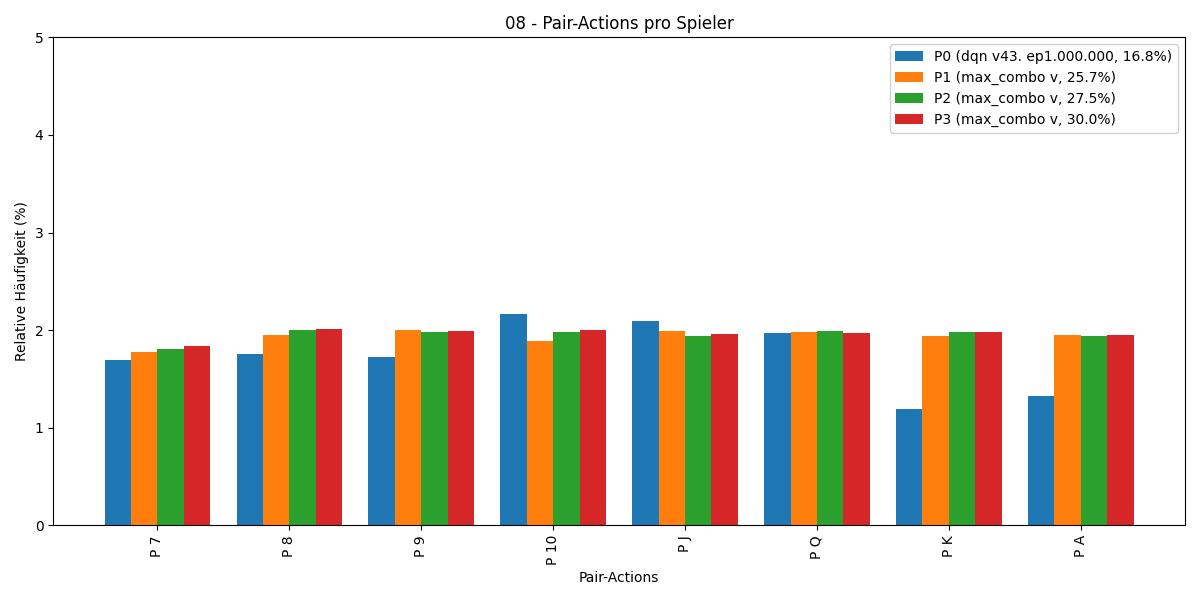 08 - Pair-Actions pro Spieler
P0 (dqn v43. ep1.000.000, 16.8%)
P1 (max_combo v, 25.7%)
P2 (max_combo v, 27.5%)
P3 (max_combo v, 30.0%)
Relative Häufigkeit (%)
5
4
3
2
1
0
P 7
P 8
P 9
P 10
P J
P Q
P K
P A
Pair-Actions